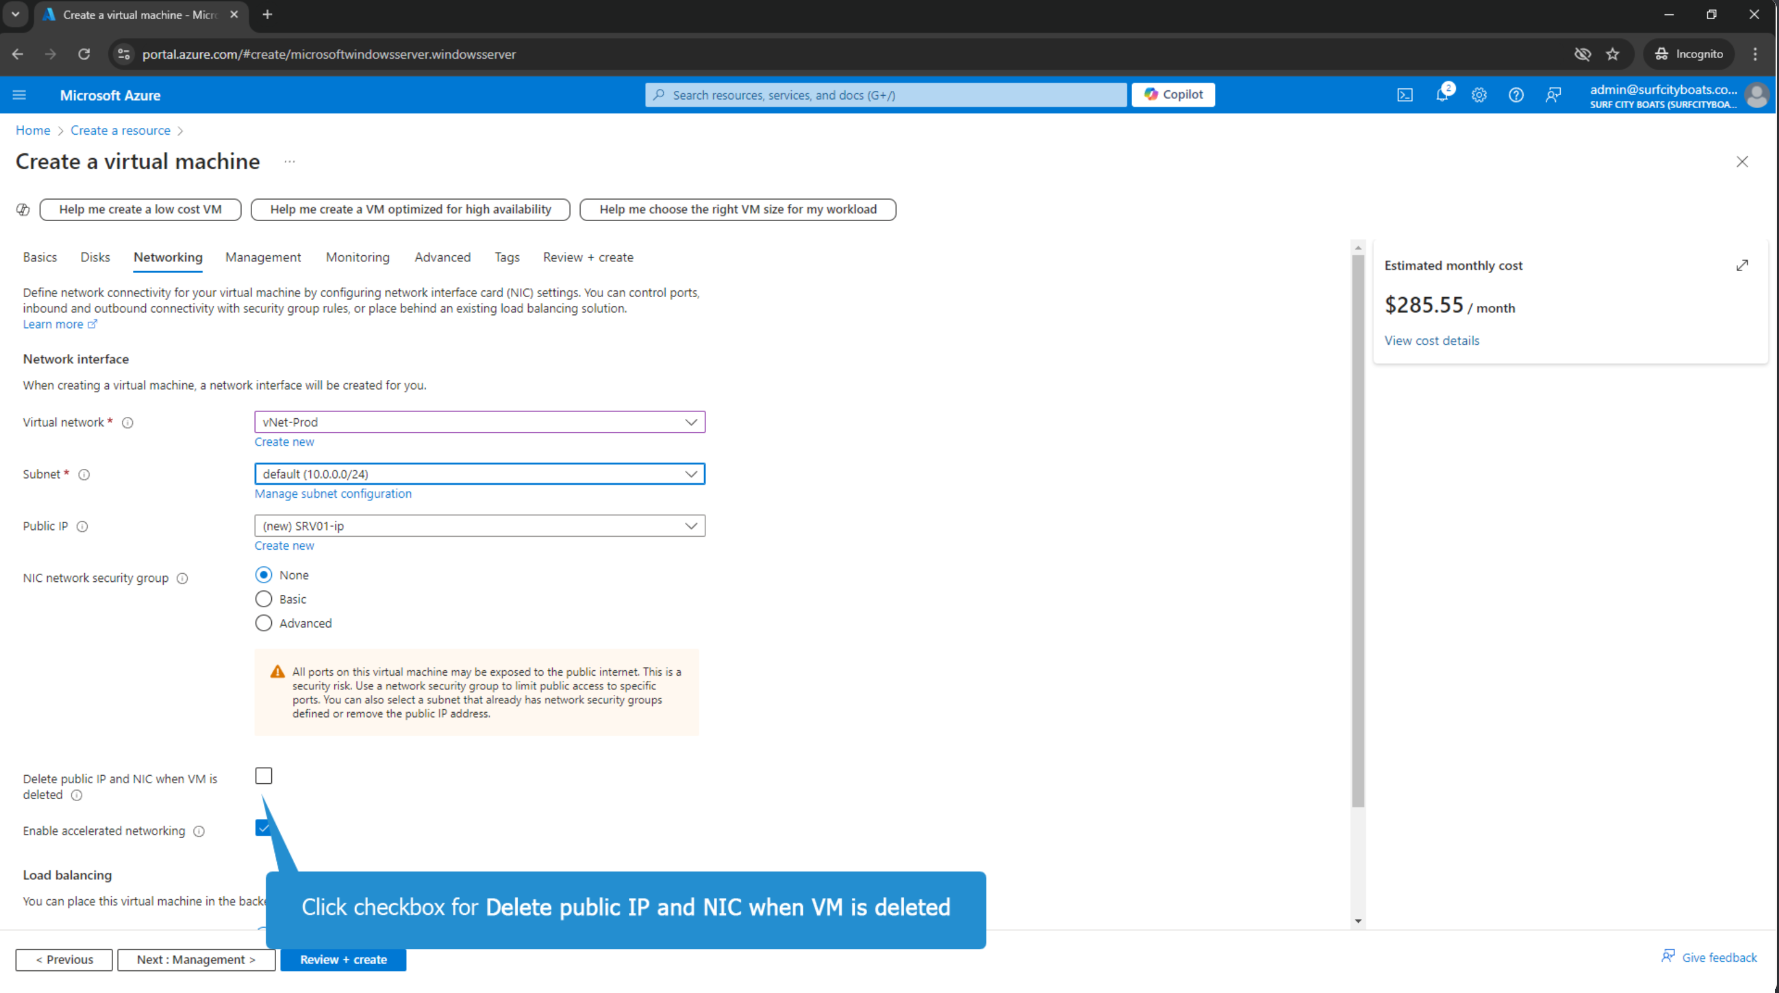 Create a virtual machine - Micr
portal.azure.com/#create/microsoftwindowsserver.windowsserver
Incognito
Microsoft Azure
Search resources, services, and docs (G+/)
Copilot
2
admin@surfcityboats.co...
SURF CITY BOATS (SURFCITYBOA...
Home > Create a resource >
Create a virtual machine ...
Help me create a low cost VM
Help me create a VM optimized for high availability
Help me choose the right VM size for my workload
Basics Disks Networking Management Monitoring Advanced Tags Review + create
Define network connectivity for your virtual machine by configuring network interface card (NIC) settings. You can control ports,
inbound and outbound connectivity with security group rules, or place behind an existing load balancing solution.
Learn more
Network interface
When creating a virtual machine, a network interface will be created for you.
Virtual network *
vNet-Prod
Create new
Subnet *
default (10.0.0.0/24)
Manage subnet configuration
Public IP
(new) SRV01-ip
Create new
NIC network security group
None
Basic
Advanced
All ports on this virtual machine may be exposed to the public internet. This is a
security risk. Use a network security group to limit public access to specific
ports. You can also select a subnet that already has network security groups
defined or remove the public IP address.
Delete public IP and NIC when VM is
deleted
Enable accelerated networking
Load balancing
You can place this virtual machine in the back
Click checkbox for Delete public IP and NIC when VM is deleted
< Previous
Next : Management >
Review + create
Give feedback
Estimated monthly cost
$285.55 / month
View cost details